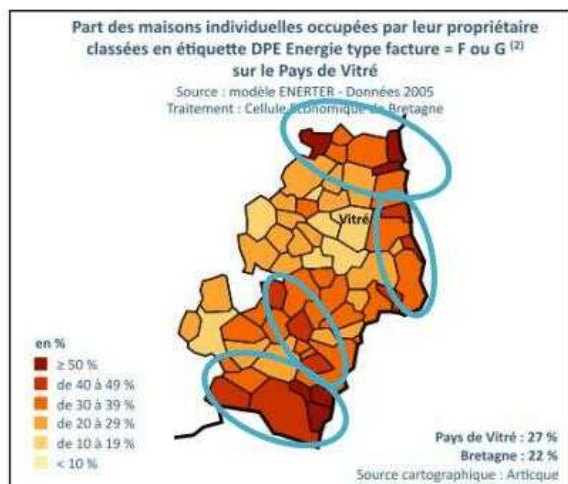 Part des maisons individuelles occupées par leur propriétaire
classées en étiquette DPE Energie type facture = F ou G (2)
sur le Pays de Vitré
Source : modèle ENERTER - Données 2005
Traitement : Cellule Economique de Bretagne
Vitré
en %
≥ 50 %
de 40 à 49 %
de 30 à 39 %
de 20 à 29 %
de 10 à 19 %
< 10 %
Pays de Vitré : 27 %
Bretagne : 22 %
Source cartographique : Articque